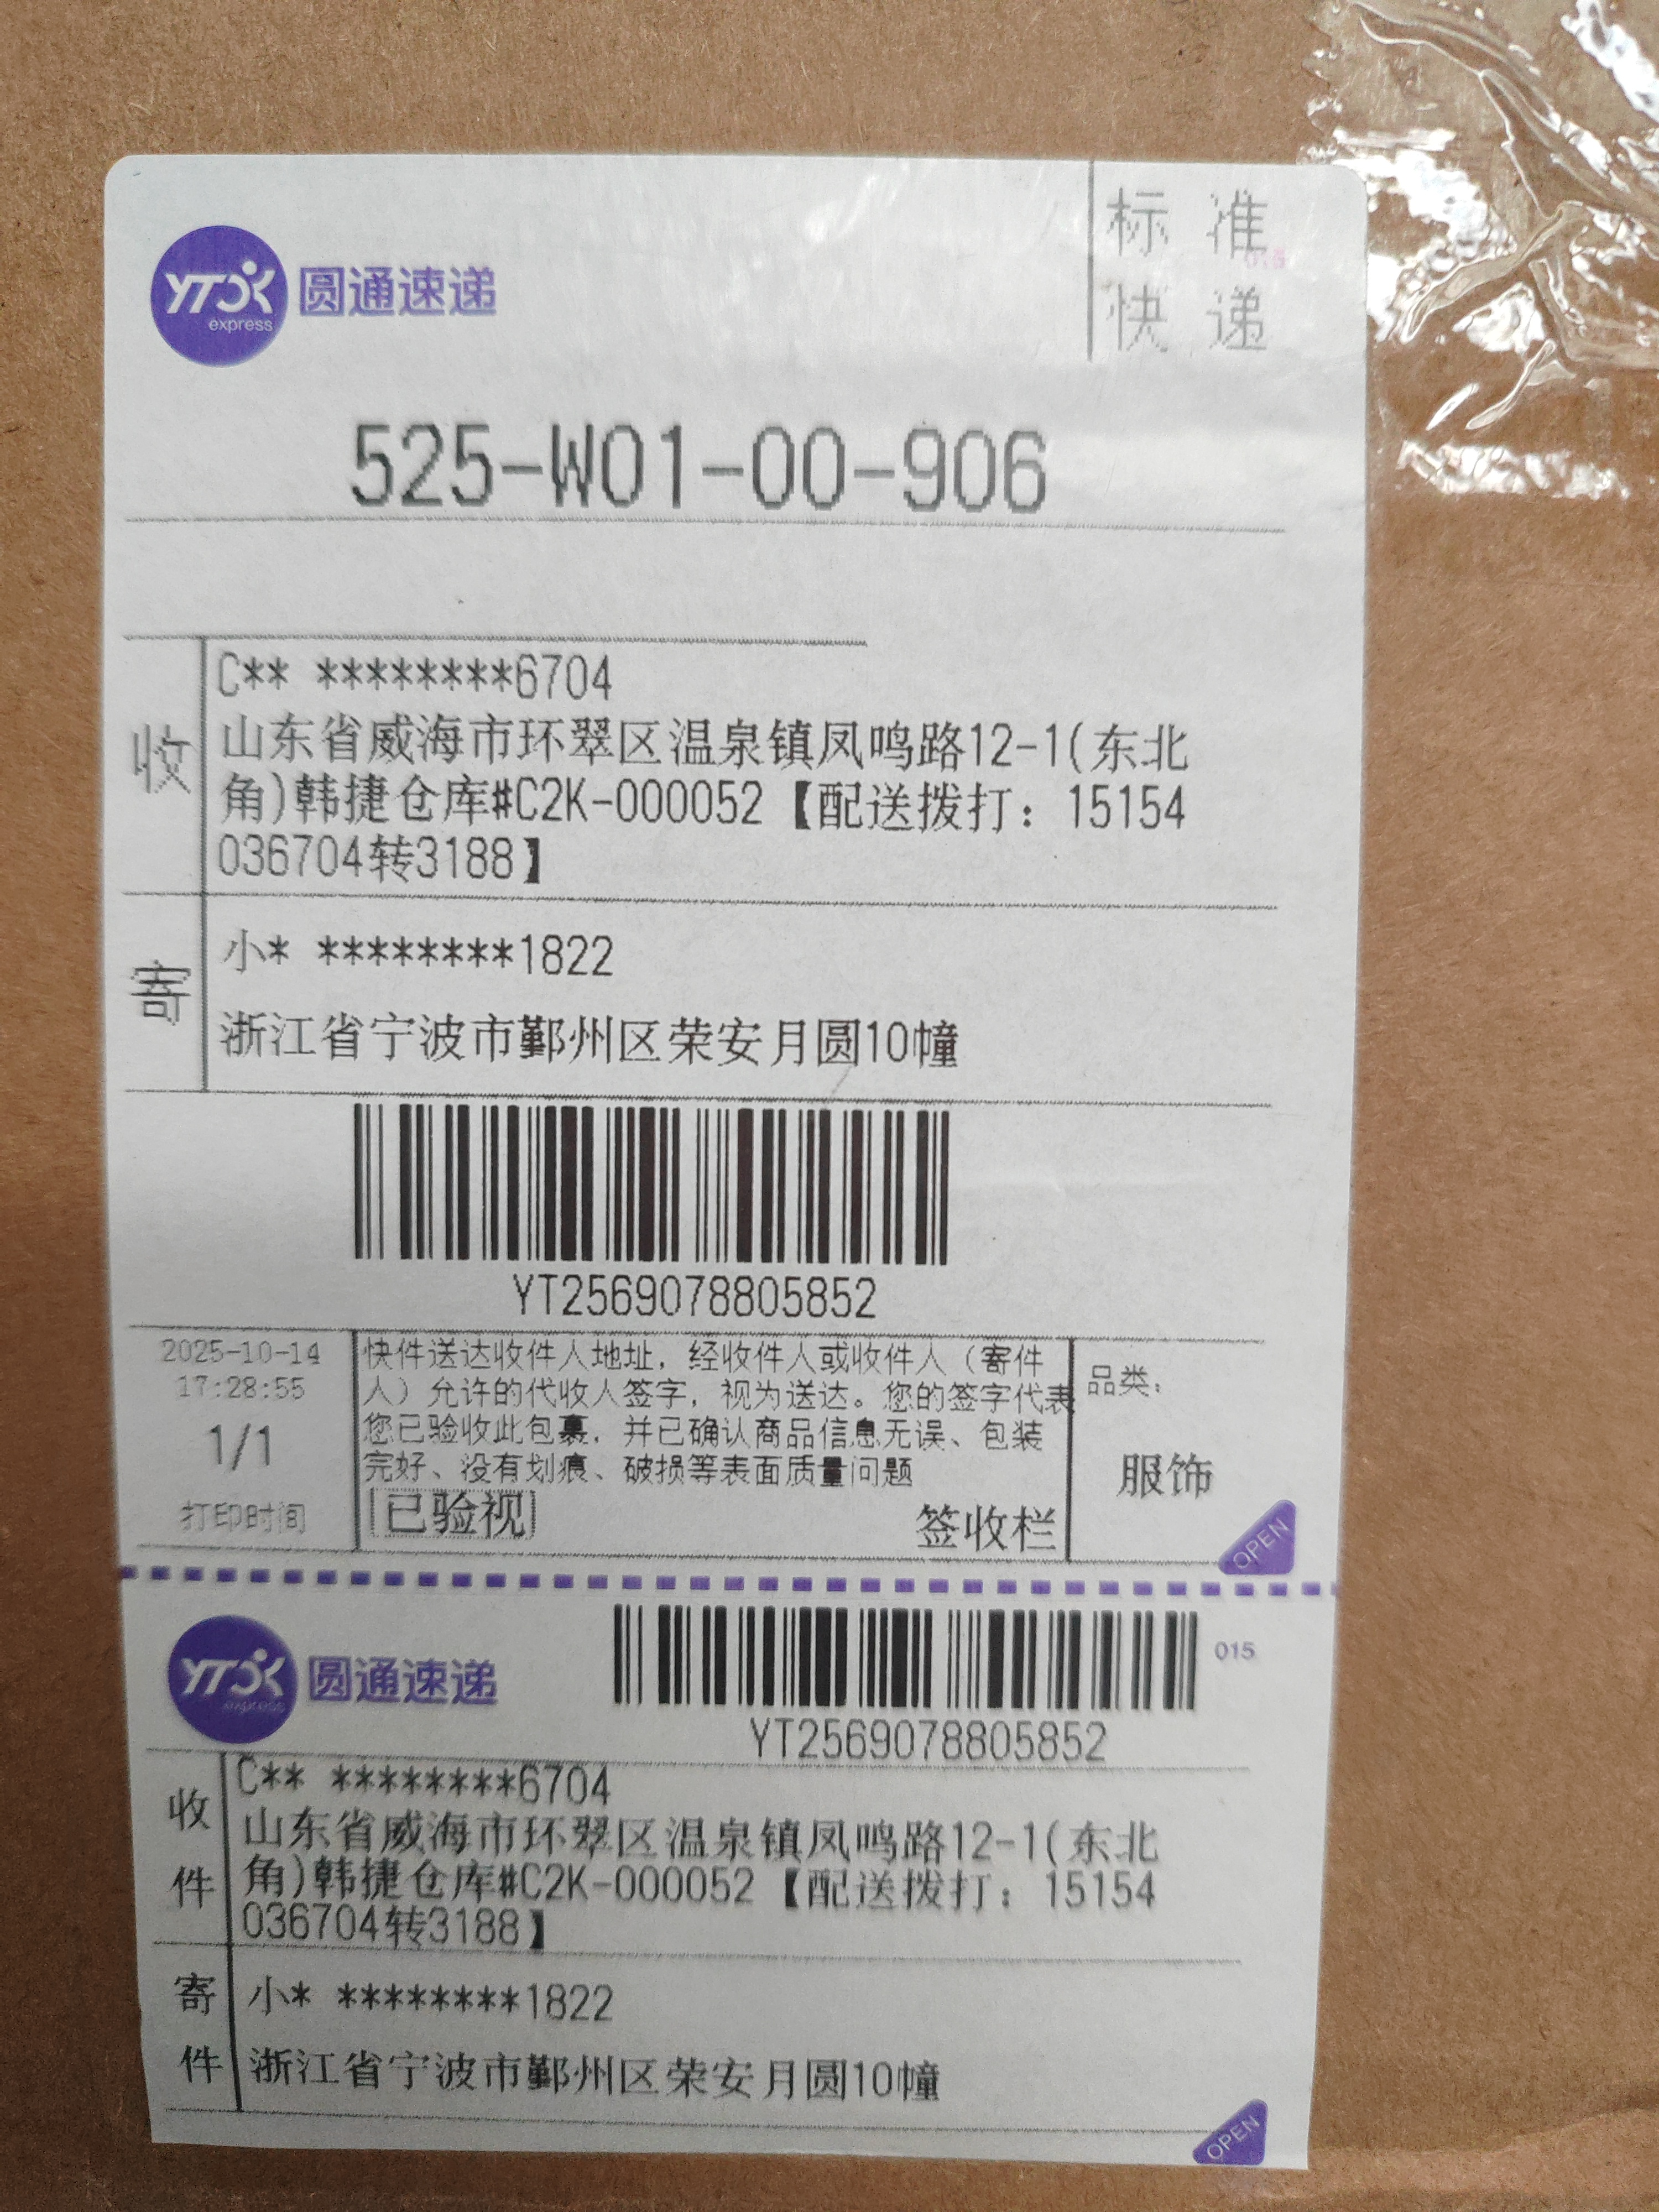 YTO express 圆通速递
标 准
快 递
525-W01-00-906
收
C** ********6704
山东省威海市环翠区温泉镇凤鸣路12-1(东北
角)韩捷仓库#C2K-000052【配送拨打：15154
036704转3188】
寄
小* ********1822
浙江省宁波市鄞州区荣安月圆10幢
YT2569078805852
2025-10-14
17:28:55
1/1
打印时间
快件送达收件人地址，经收件人或收件人（寄件
人）允许的代收人签字，视为送达。您的签字代表
您已验收此包裹，并已确认商品信息无误、包装
完好、没有划痕、破损等表面质量问题
[已验视]
签收栏
品类：
服饰
OPEN
YTO express 圆通速递
015
YT2569078805852
收件
C** ********6704
山东省威海市环翠区温泉镇凤鸣路12-1(东北
角)韩捷仓库#C2K-000052【配送拨打：15154
036704转3188】
寄件
小* ********1822
浙江省宁波市鄞州区荣安月圆10幢
OPEN